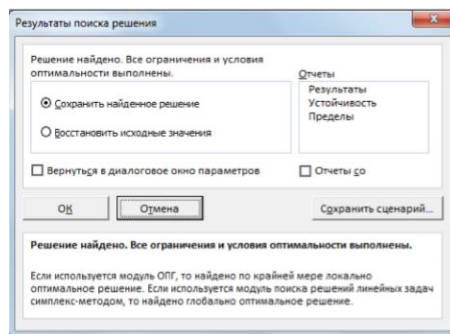 Результаты поиска решения
x
Решение найдено. Все ограничения и условия
оптимальности выполнены.
Отчеты
Результаты
Устойчивость
Пределы
Сохранить найденное решение
Восстановить исходные значения
Вернуться в диалоговое окно параметров
Отчеты со
ОК
Отмена
Сохранить сценарий...
Решение найдено. Все ограничения и условия оптимальности выполнены.
Если используется модуль ОПГ, то найдено по крайней мере локально
оптимальное решение. Если используется модуль поиска решений линейных задач
симплекс-методом, то найдено глобально оптимальное решение.